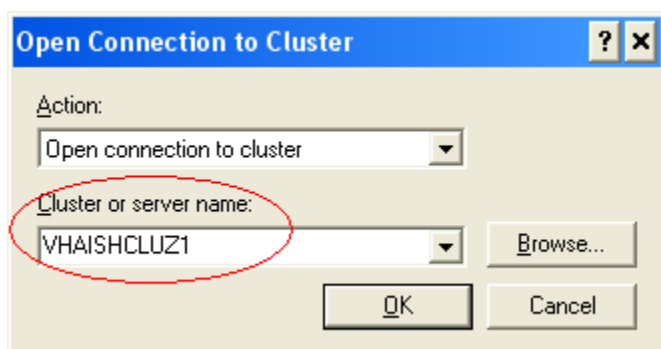 Open Connection to Cluster
Action:
Open connection to cluster
Cluster or server name:
VHAISHCLUZ1
Browse...
OK
Cancel